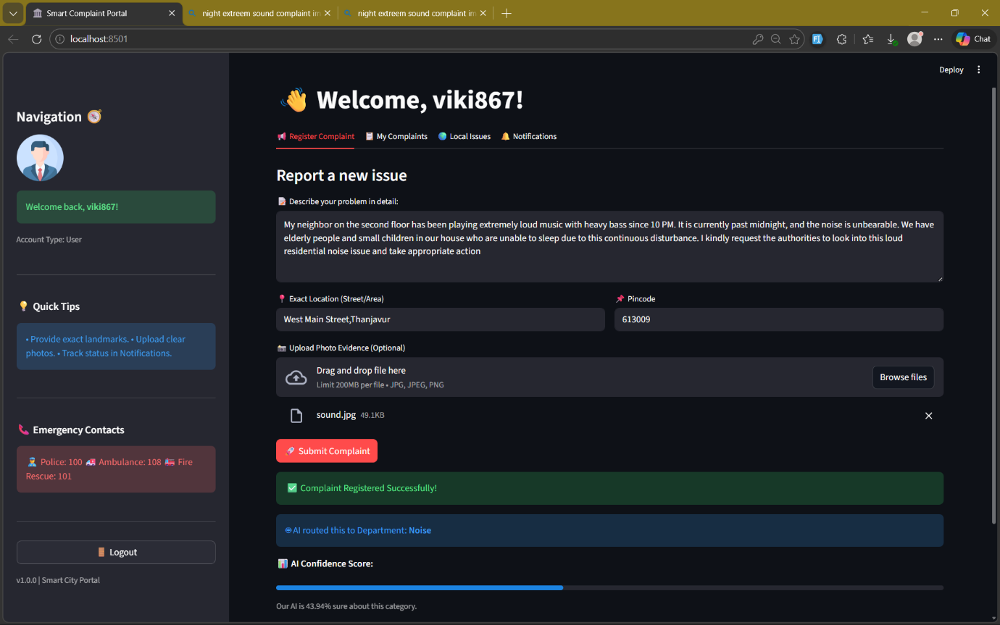 Smart Complaint Portal
night extreem sound complaint im
night extreem sound complaint im
localhost:8501
Chat
Deploy
Navigation
Welcome back, viki867!
Account Type: User
Quick Tips
• Provide exact landmarks. • Upload clear
photos. • Track status in Notifications.
Emergency Contacts
Police: 100 Ambulance: 108 Fire
Rescue: 101
Logout
v1.0.0 | Smart City Portal
Welcome, viki867!
Register Complaint My Complaints Local Issues Notifications
Report a new issue
Describe your problem in detail:
My neighbor on the second floor has been playing extremely loud music with heavy bass since 10 PM. It is currently past midnight, and the noise is unbearable. We have
elderly people and small children in our house who are unable to sleep due to this continuous disturbance. I kindly request the authorities to look into this loud
residential noise issue and take appropriate action
Exact Location (Street/Area)
West Main Street,Thanjavur
Pincode
613009
Upload Photo Evidence (Optional)
Drag and drop file here
Limit 200MB per file • JPG, JPEG, PNG
Browse files
sound.jpg 49.1KB
Submit Complaint
Complaint Registered Successfully!
AI routed this to Department: Noise
AI Confidence Score:
Our AI is 43.94% sure about this category.